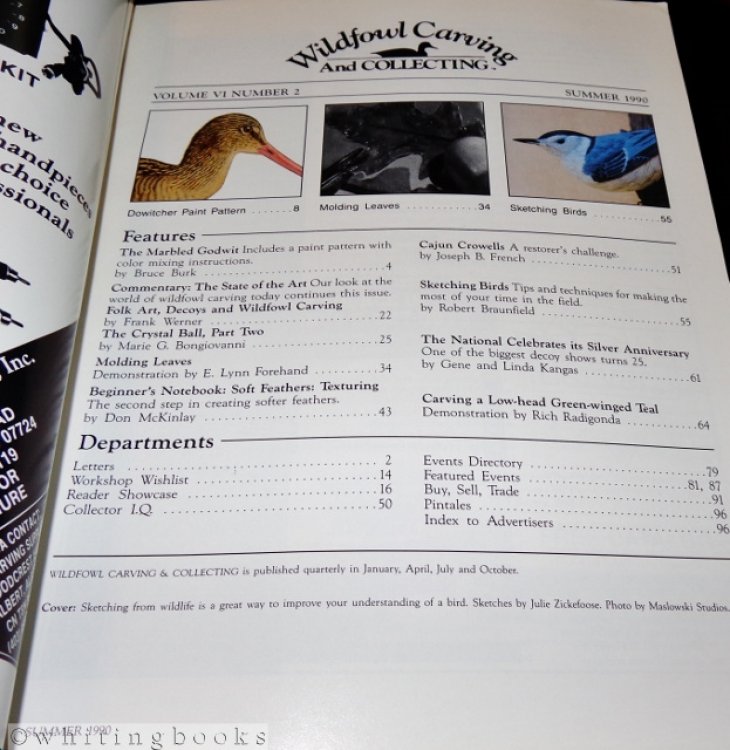 KIT
new
handpieces
choice
ssionals
Inc.
AD
07724
19
OR
URE
Wildfowl Carving
And COLLECTING
VOLUME VI NUMBER 2
SUMMER 1990
Dowitcher Paint Pattern ....... 8
Molding Leaves ............ 34
Sketching Birds ........... 55
Features
The Marbled Godwit Includes a paint pattern with
color mixing instructions.
by Bruce Burk ............ 4
Commentary: The State of the Art Our look at the
world of wildfowl carving today continues this issue.
Folk Art, Decoys and Wildfowl Carving
by Frank Werner ............ 22
The Crystal Ball, Part Two
by Marie G. Bongiovanni ............ 25
Molding Leaves
Demonstration by E. Lynn Forehand .......... 34
Beginner's Notebook: Soft Feathers: Texturing
The second step in creating softer feathers.
by Don McKinlay ............ 43
Cajun Crowells A restorer's challenge.
by Joseph B. French ............ 51
Sketching Birds Tips and techniques for making the
most of your time in the field.
by Robert Braunfield ............ 55
The National Celebrates its Silver Anniversary
One of the biggest decoy shows turns 25.
by Gene and Linda Kangas ............ 61
Carving a Low-head Green-winged Teal
Demonstration by Rich Radigonda ............ 64
Departments
Letters ............ 2
Workshop Wishlist ............ 14
Reader Showcase ............ 16
Collector I.Q. ............ 50
Events Directory ............ 79
Featured Events ............ 81, 87
Buy, Sell, Trade ............ 91
Pintales ............ 96
Index to Advertisers ............ 96
WILDFOWL CARVING & COLLECTING is published quarterly in January, April, July and October.
Cover: Sketching from wildlife is a great way to improve your understanding of a bird. Sketches by Julie Zickefoose. Photo by Maslowski Studios.
SUMMER 1990
©whitingbooks